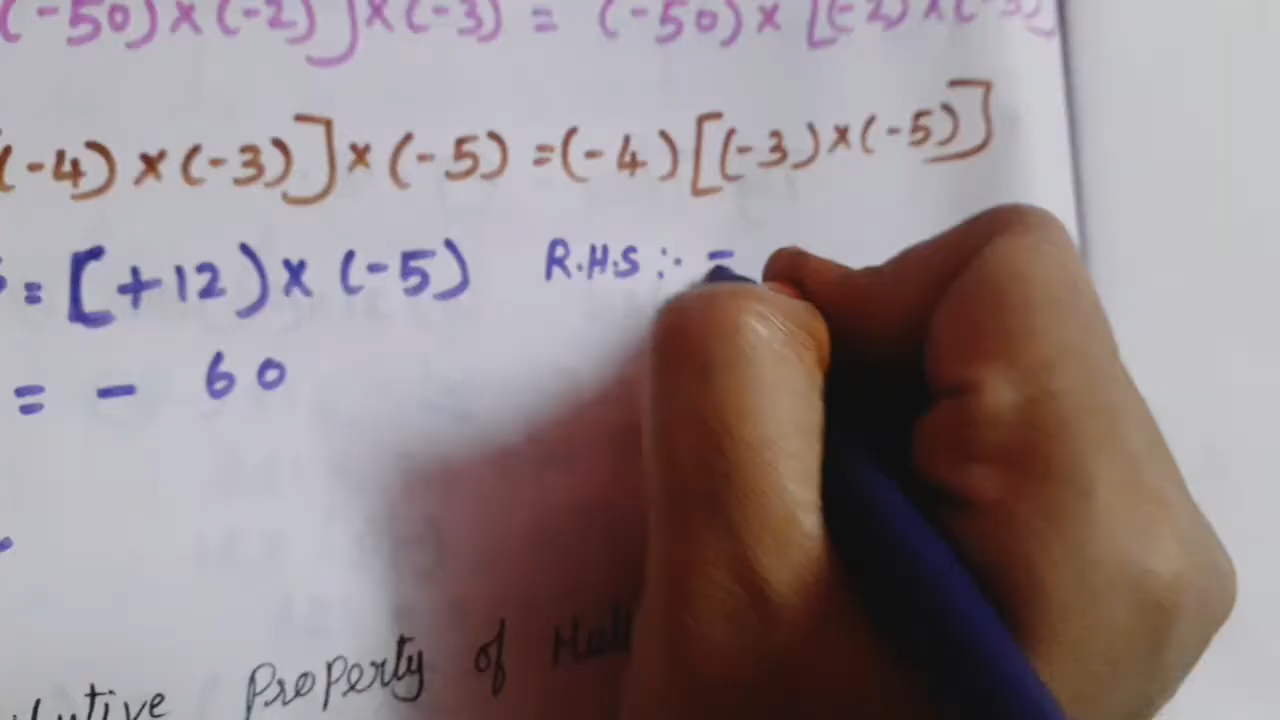 (-50)×(-2)]×(-3) = (-50)×[(-2)×(-3)]
(-4)×(-3)]×(-5) =(-4)[(-3)×(-5)]
= [+12)×(-5) R.H.S :- =
= - 60
Property of